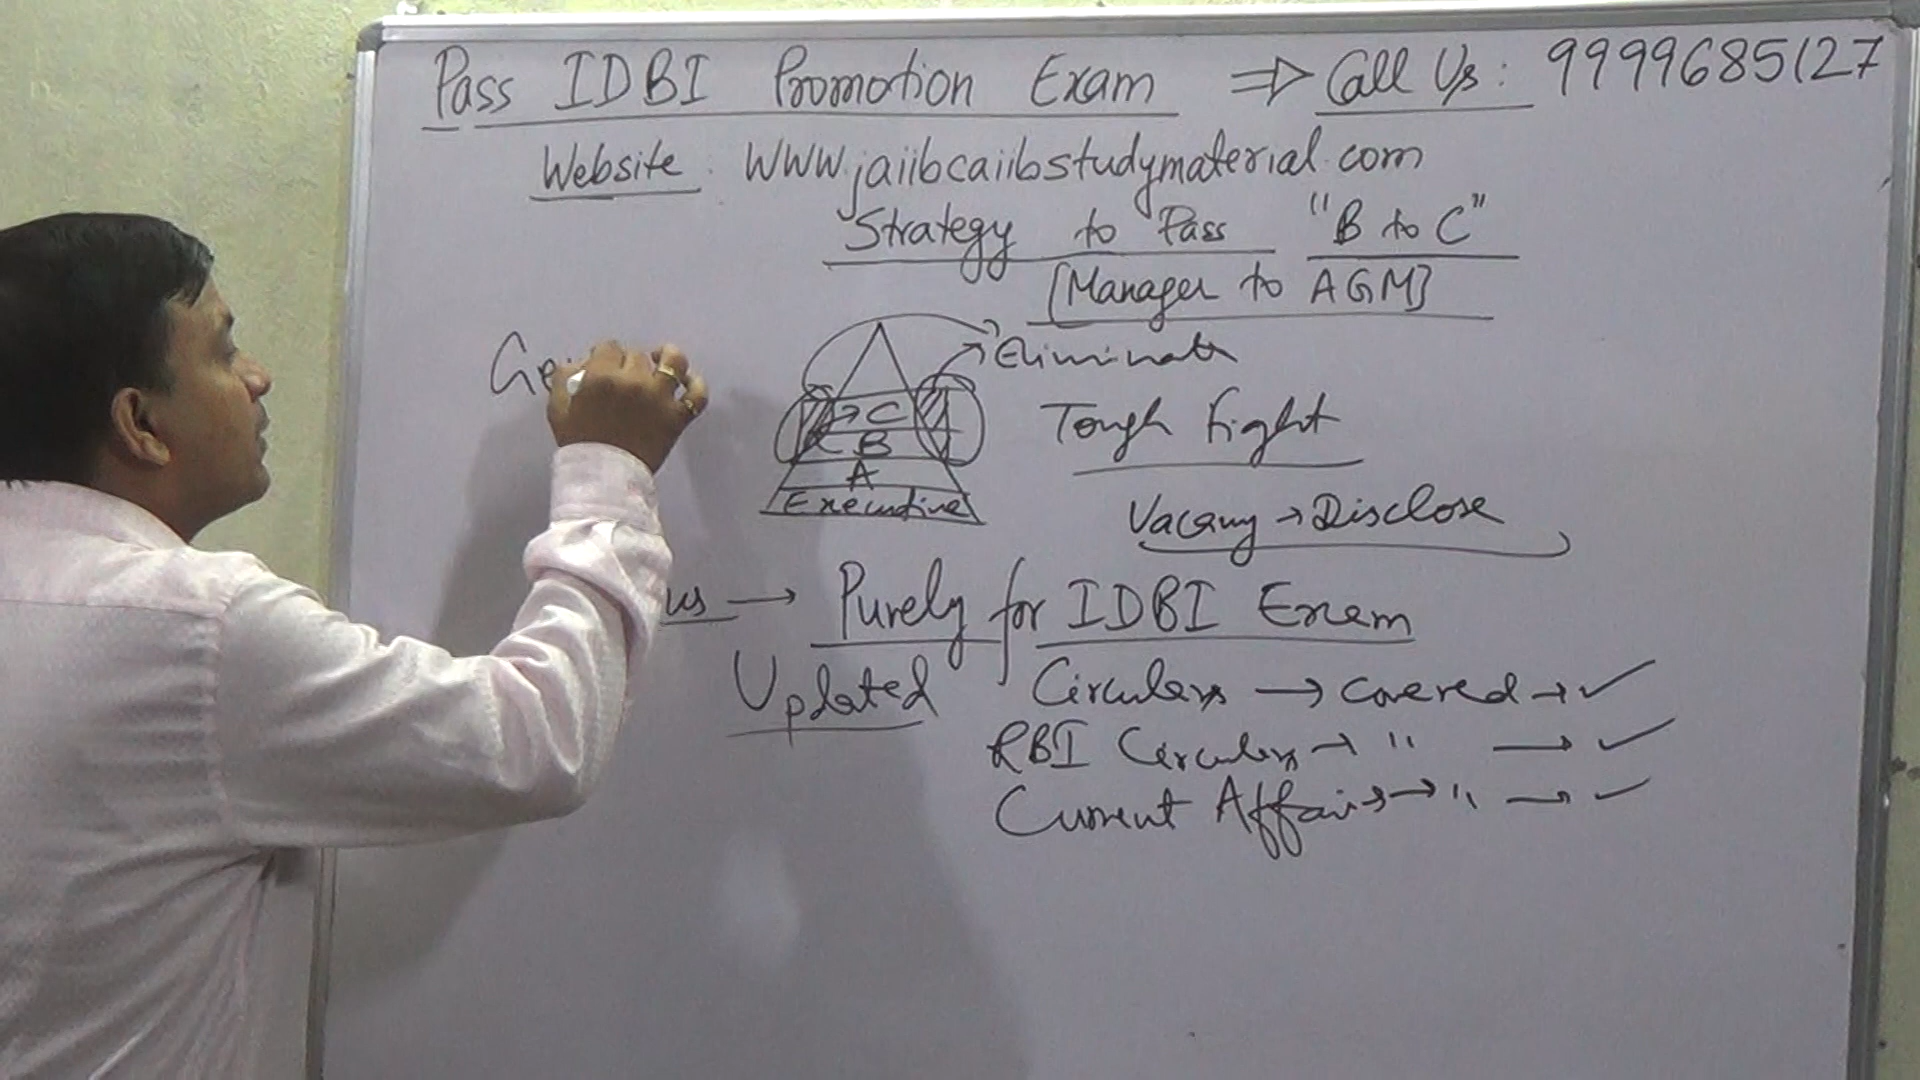 Pass IDBI Promotion Exam ⇒ Call Us: 9999685127
Website: WWW.jaiibcaiibstudymaterial.com
Strategy to Pass "B to C"
[Manager to AGM]
Eliminate
C
B
A
Executive
Tough Fight
Vacancy → Disclose
us → Purely for IDBI Exam
Updated Circulars → Covered → ✓
RBI Circulars → " → ✓
Current Affairs → " → ✓